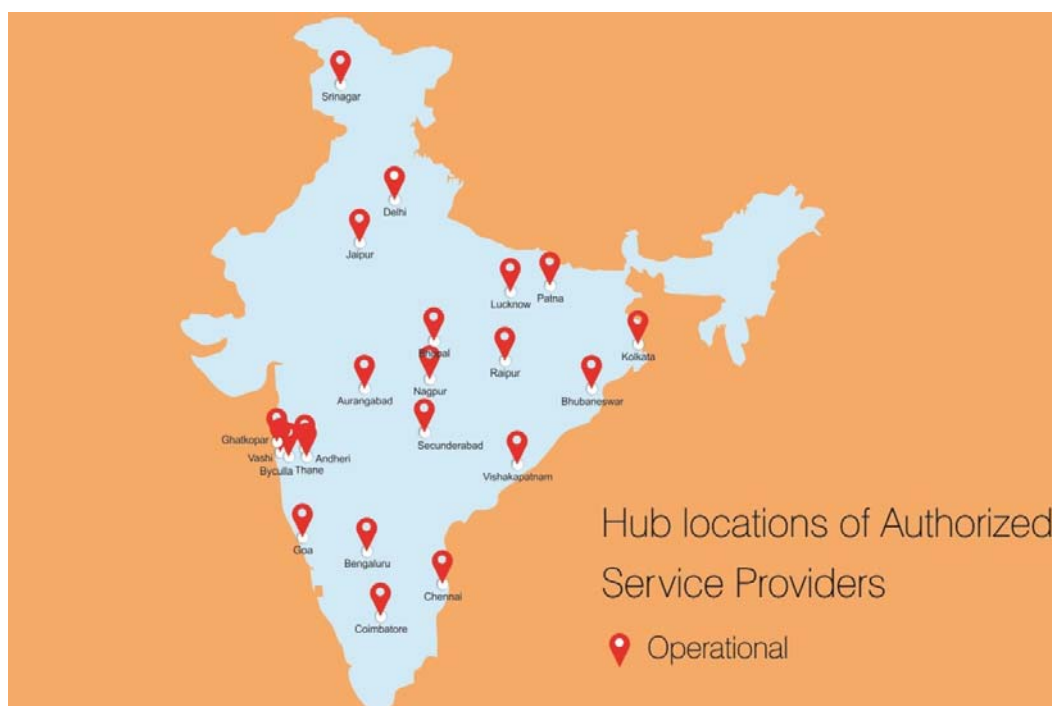 Srinagar
Delhi
Jaipur
Lucknow
Patna
Kolkata
Bhopal
Raipur
Nagpur
Aurangabad
Bhubaneswar
Ghatkopar
Secunderabad
Vashi
Andheri
Byculla
Thane
Vishakapatnam
Goa
Bengaluru
Chennai
Coimbatore
Hub locations of Authorized
Service Providers
Operational